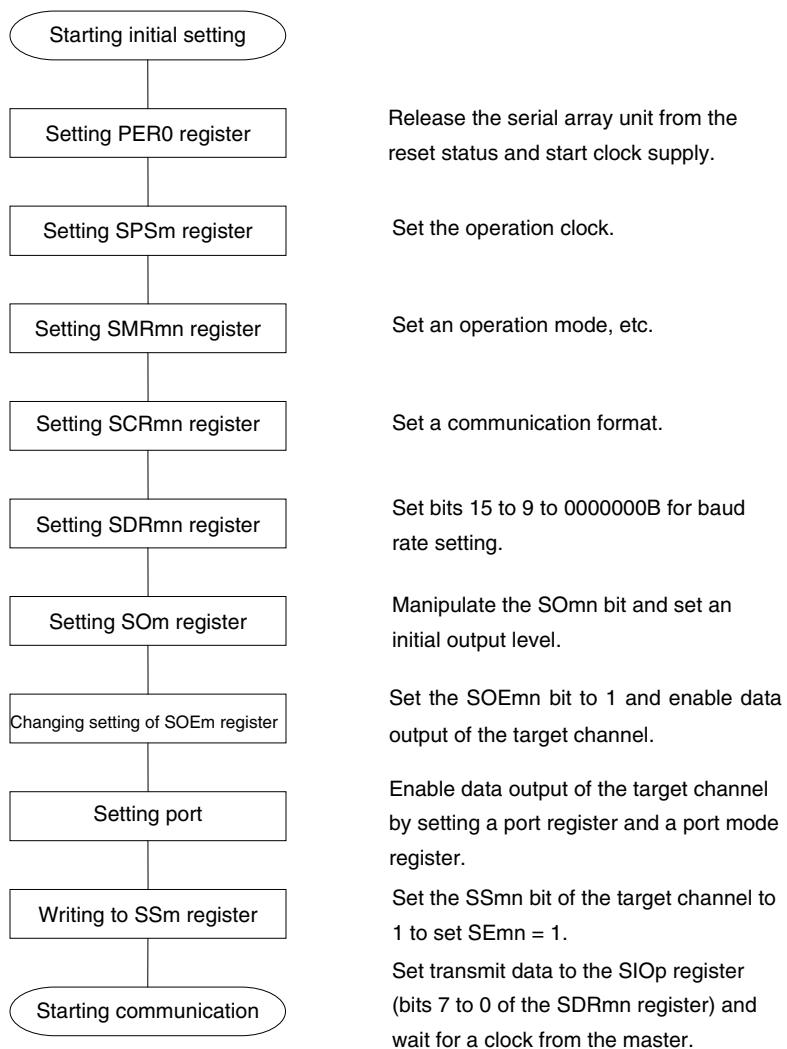 Starting initial setting
Setting PER0 register
Release the serial array unit from the
reset status and start clock supply.
Setting SPSm register
Set the operation clock.
Setting SMRmn register
Set an operation mode, etc.
Setting SCRmn register
Set a communication format.
Setting SDRmn register
Set bits 15 to 9 to 0000000B for baud
rate setting.
Setting SOm register
Manipulate the SOmn bit and set an
initial output level.
Changing setting of SOEm register
Set the SOEmn bit to 1 and enable data
output of the target channel.
Setting port
Enable data output of the target channel
by setting a port register and a port mode
register.
Writing to SSm register
Set the SSmn bit of the target channel to
1 to set SEmn = 1.
Starting communication
Set transmit data to the SIOp register
(bits 7 to 0 of the SDRmn register) and
wait for a clock from the master.